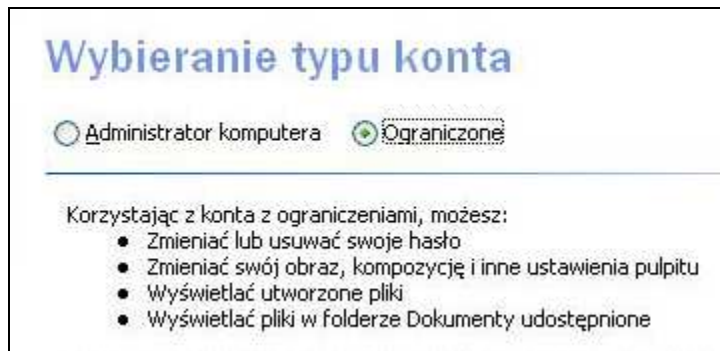 Wybieranie typu konta
Administrator komputera Ograniczone
Korzystając z konta z ograniczeniami, możesz:
• Zmieniać lub usuwać swoje hasło
• Zmieniać swój obraz, kompozycję i inne ustawienia pulpitu
• Wyświetlać utworzone pliki
• Wyświetlać pliki w folderze Dokumenty udostępnione